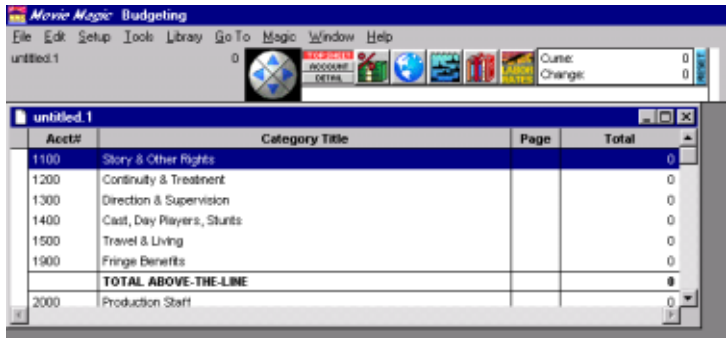 Movie Magic Budgeting
File Edit Setup Tools Library Go To Magic Window Help
untitled.1 0
TOPSHEET
ACCOUNT
DETAIL
LABOR
RATES
Cume: 0
Change: 0
untitled.1
Acct# Category Title Page Total
1100 Story & Other Rights 0
1200 Continuity & Treatment 0
1300 Direction & Supervision 0
1400 Cast, Day Players, Stunts 0
1500 Travel & Living 0
1900 Fringe Benefits 0
TOTAL ABOVE-THE-LINE 0
2000 Production Staff 0